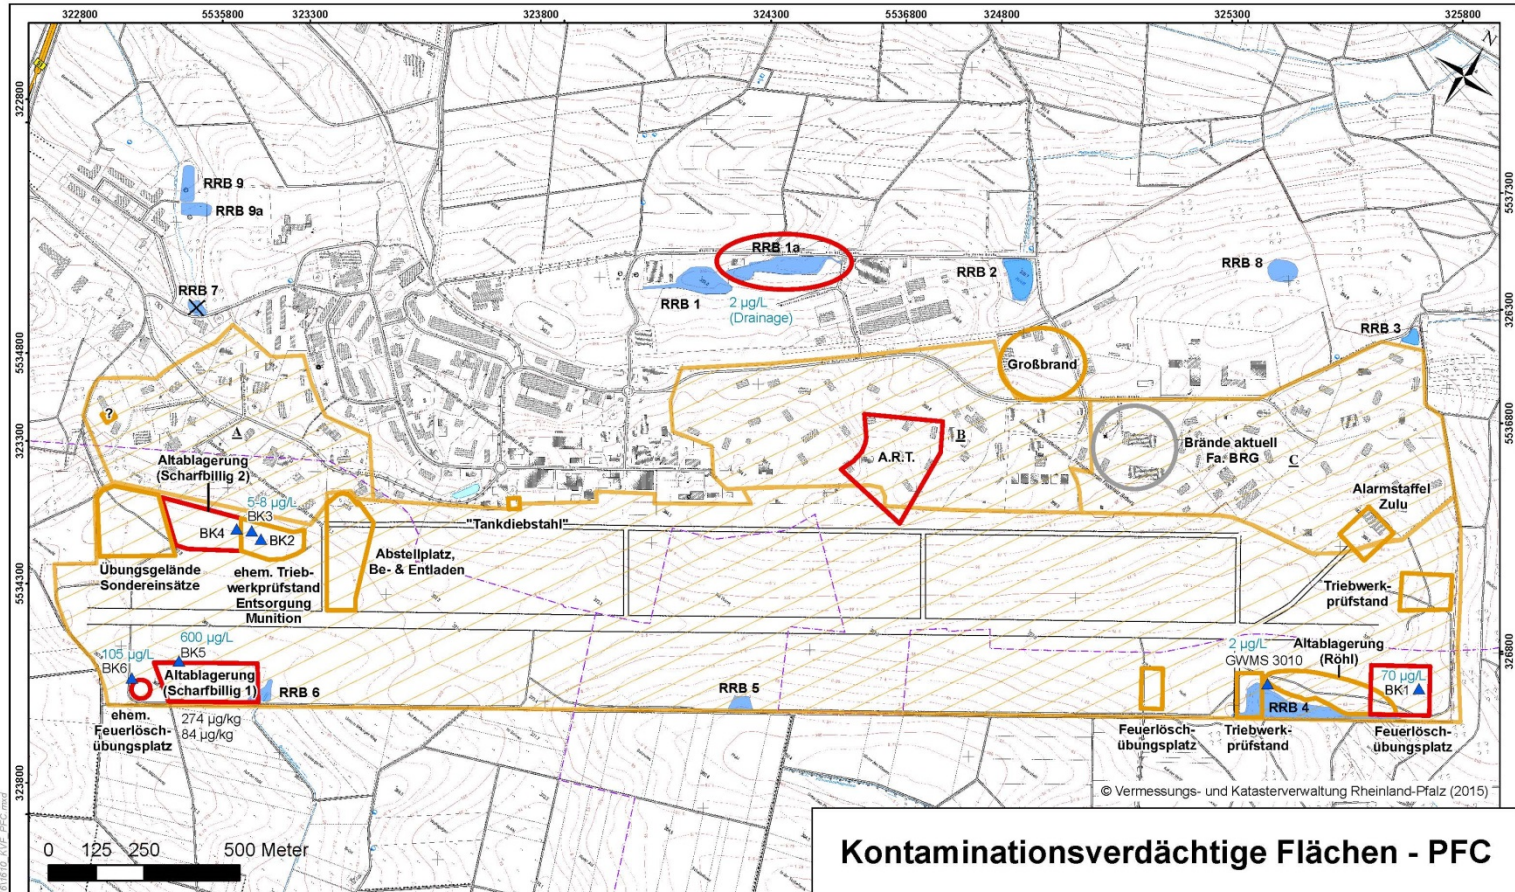 322800
5535800
323300
323800
324300
5536800
324800
325300
325800
N
322800
5537300
RRB 9
RRB 9a
RRB 1a
RRB 7
RRB 1
2 µg/L
(Drainage)
RRB 2
RRB 8
RRB 3
326300
5534800
Großbrand
?
A
B
C
A.R.T.
Brände aktuell
Fa. BRG
323300
5536800
Altablagerung
(Scharfbillig 2)
5-8 µg/L
BK3
BK4
BK2
"Tankdiebstahl"
Alarmstaffel
Zulu
Übungsgelände
Sondereinsätze
ehem. Trieb-
werkprüfstand
Entsorgung
Munition
Abstellplatz,
Be- & Entladen
Triebwerk-
prüfstand
5534300
326800
600 µg/L
BK5
105 µg/L
BK6
Altablagerung
(Scharfbillig 1)
RRB 6
RRB 5
2 µg/L
GWMS 3010
Altablagerung
(Röhl)
70 µg/L
BK1
RRB 4
ehem.
Feuerlösch-
übungsplatz
274 µg/kg
84 µg/kg
Feuerlösch-
übungsplatz
Triebwerk-
prüfstand
Feuerlösch-
übungsplatz
323800
© Vermessungs- und Katasterverwaltung Rheinland-Pfalz (2015)
0 125 250 500 Meter
Kontaminationsverdächtige Flächen - PFC